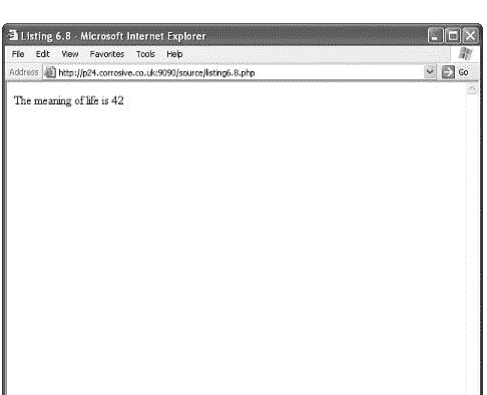 Listing 6.8 - Microsoft Internet Explorer
File Edit View Favorites Tools Help
Address http://p24.corrosive.co.uk:9090/source/listing6.8.php Go
The meaning of life is 42